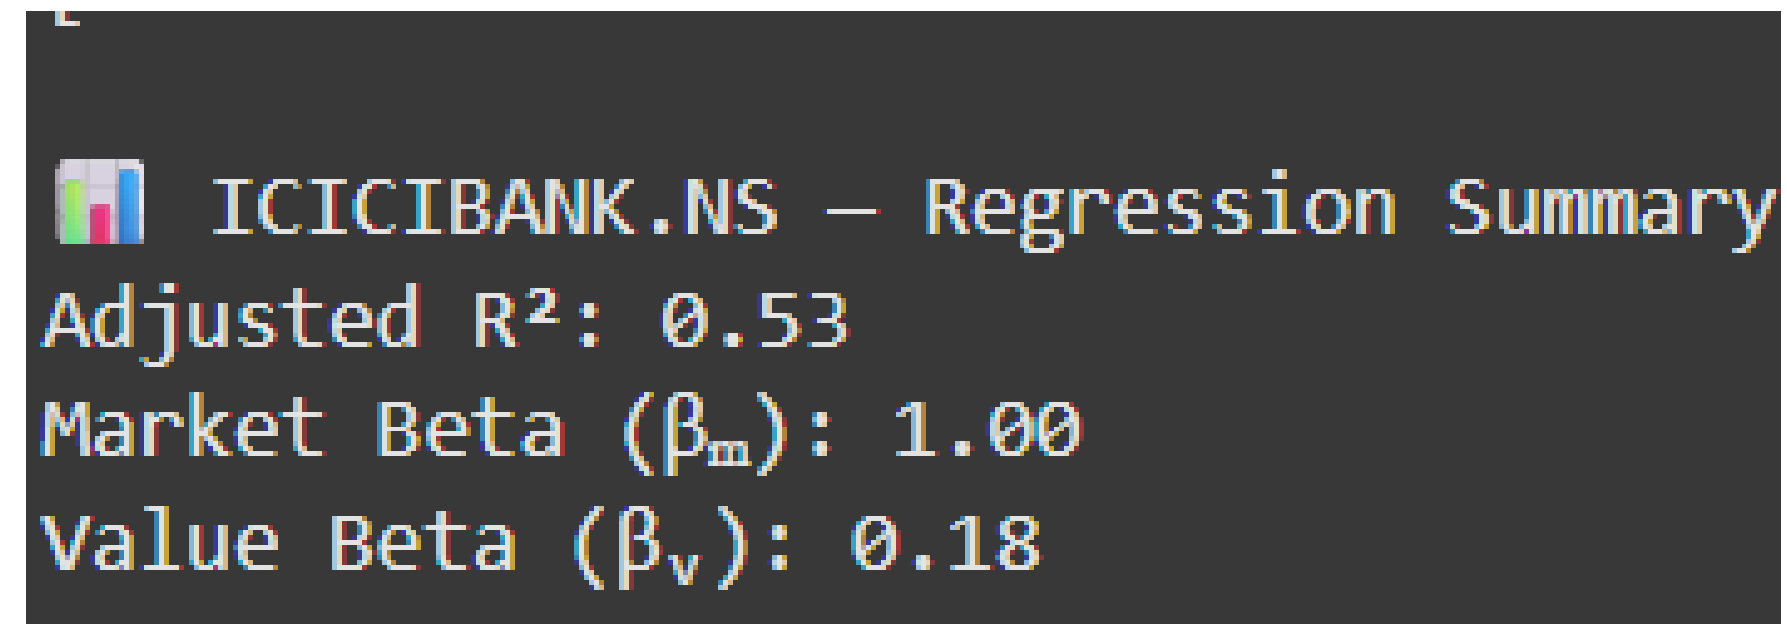 📊 ICICIBANK.NS — Regression Summary
Adjusted R²: 0.53
Market Beta (βₘ): 1.00
Value Beta (βᵥ): 0.18